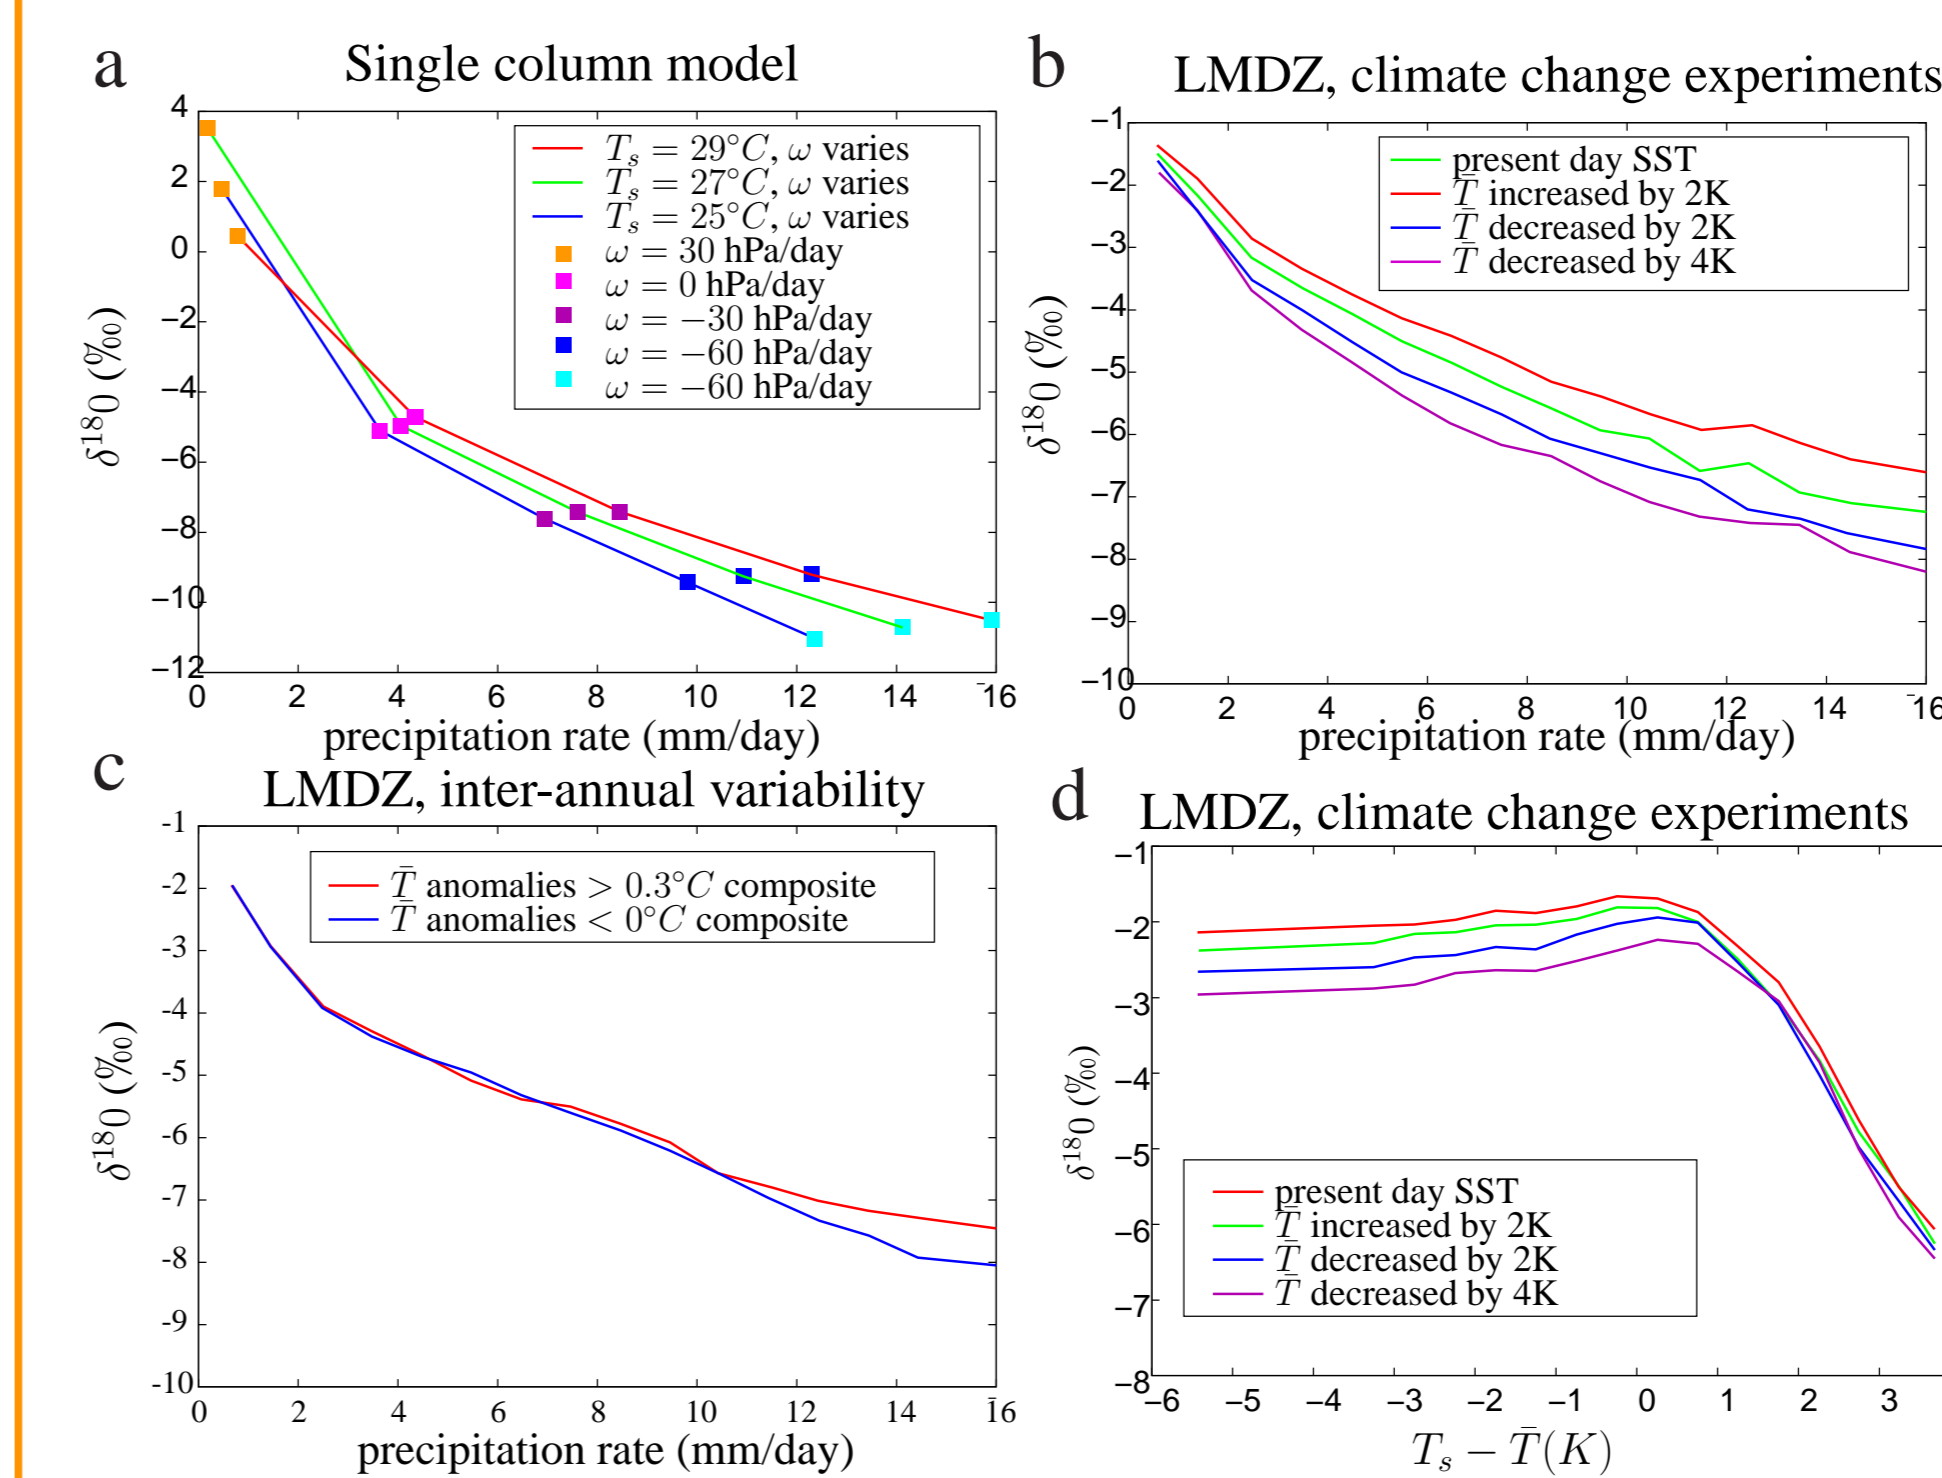 a
Single column model
4
2
0
−2
−4
−6
−8
−10
−12
0 2 4 6 8 10 12 14 16
δ¹⁸0 (‰)
precipitation rate (mm/day)
T_s = 29°C, ω varies
T_s = 27°C, ω varies
T_s = 25°C, ω varies
ω = 30 hPa/day
ω = 0 hPa/day
ω = −30 hPa/day
ω = −60 hPa/day
ω = −60 hPa/day
b
LMDZ, climate change experiments
−1
−2
−3
−4
−5
−6
−7
−8
−9
−10
0 2 4 6 8 10 12 14 16
δ¹⁸0 (‰)
precipitation rate (mm/day)
present day SST
T̄ increased by 2K
T̄ decreased by 2K
T̄ decreased by 4K
c
LMDZ, inter-annual variability
-1
-2
-3
-4
-5
-6
-7
-8
-9
-10
0 2 4 6 8 10 12 14 16
δ¹⁸0 (‰)
precipitation rate (mm/day)
T̄ anomalies > 0.3°C composite
T̄ anomalies < 0°C composite
d
LMDZ, climate change experiments
−1
−2
−3
−4
−5
−6
−7
−8
−6 −5 −4 −3 −2 −1 0 1 2 3
δ¹⁸0 (‰)
T_s − T̄(K)
present day SST
T̄ increased by 2K
T̄ decreased by 2K
T̄ decreased by 4K